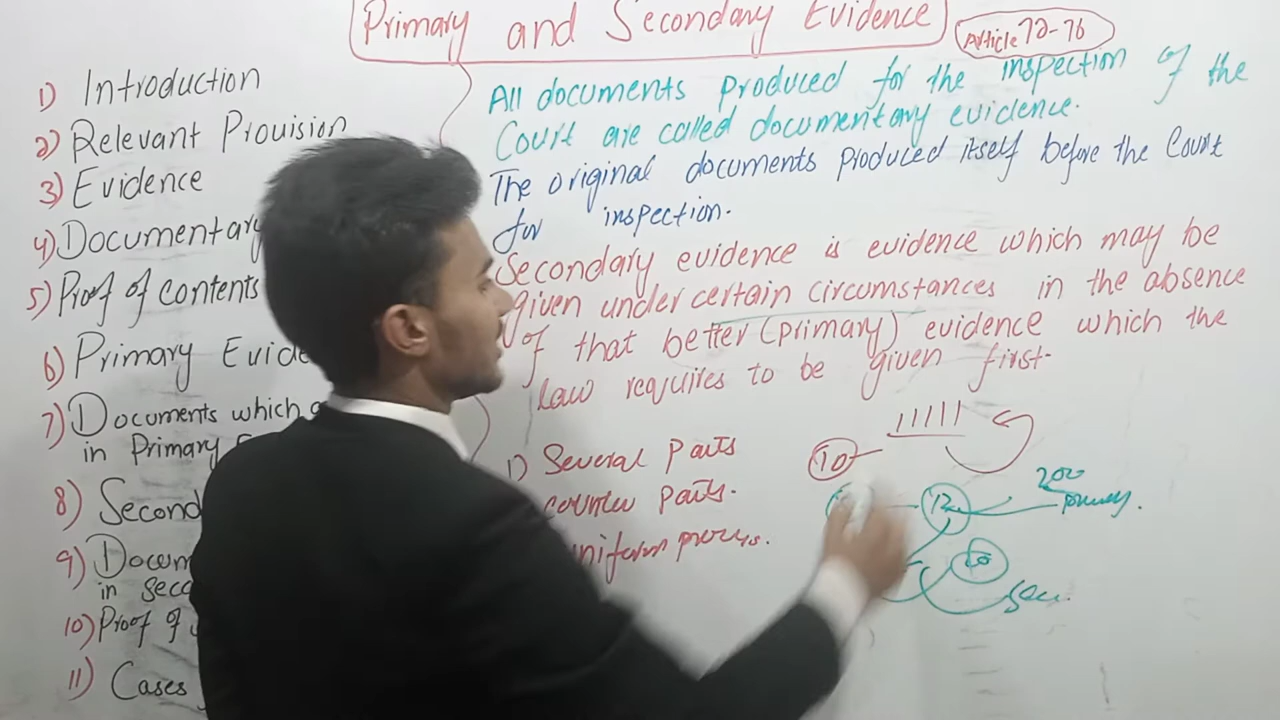 Primary and Secondary Evidence
Article 72-76
1) Introduction
2) Relevant Provision
3) Evidence
4) Documentary
5) Proof of contents
6) Primary Evide
7) Documents which
in Primary
8) Second
9) Docum
in seco
10) Proof of
11) Cases
All documents produced for the inspection of the
Court are called documentary evidence.
The original documents produced itself before the Court
for inspection.
Secondary evidence is evidence which may be
given under certain circumstances in the absence
of that better (primary) evidence which the
law requires to be given first.
1) Several Parts
counter parts.
uniform process.
10
12
200